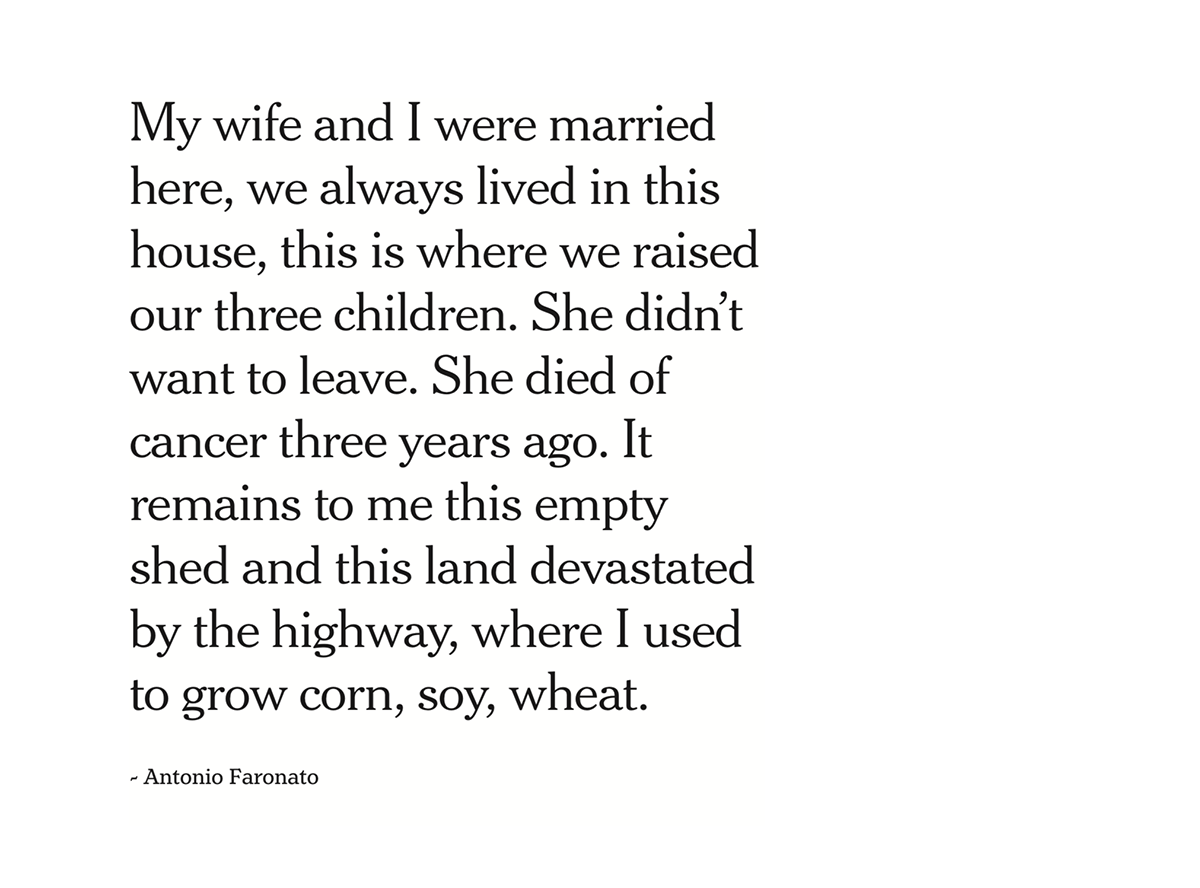 My wife and I were married
here, we always lived in this
house, this is where we raised
our three children. She didn’t
want to leave. She died of
cancer three years ago. It
remains to me this empty
shed and this land devastated
by the highway, where I used
to grow corn, soy, wheat.
~ Antonio Faronato